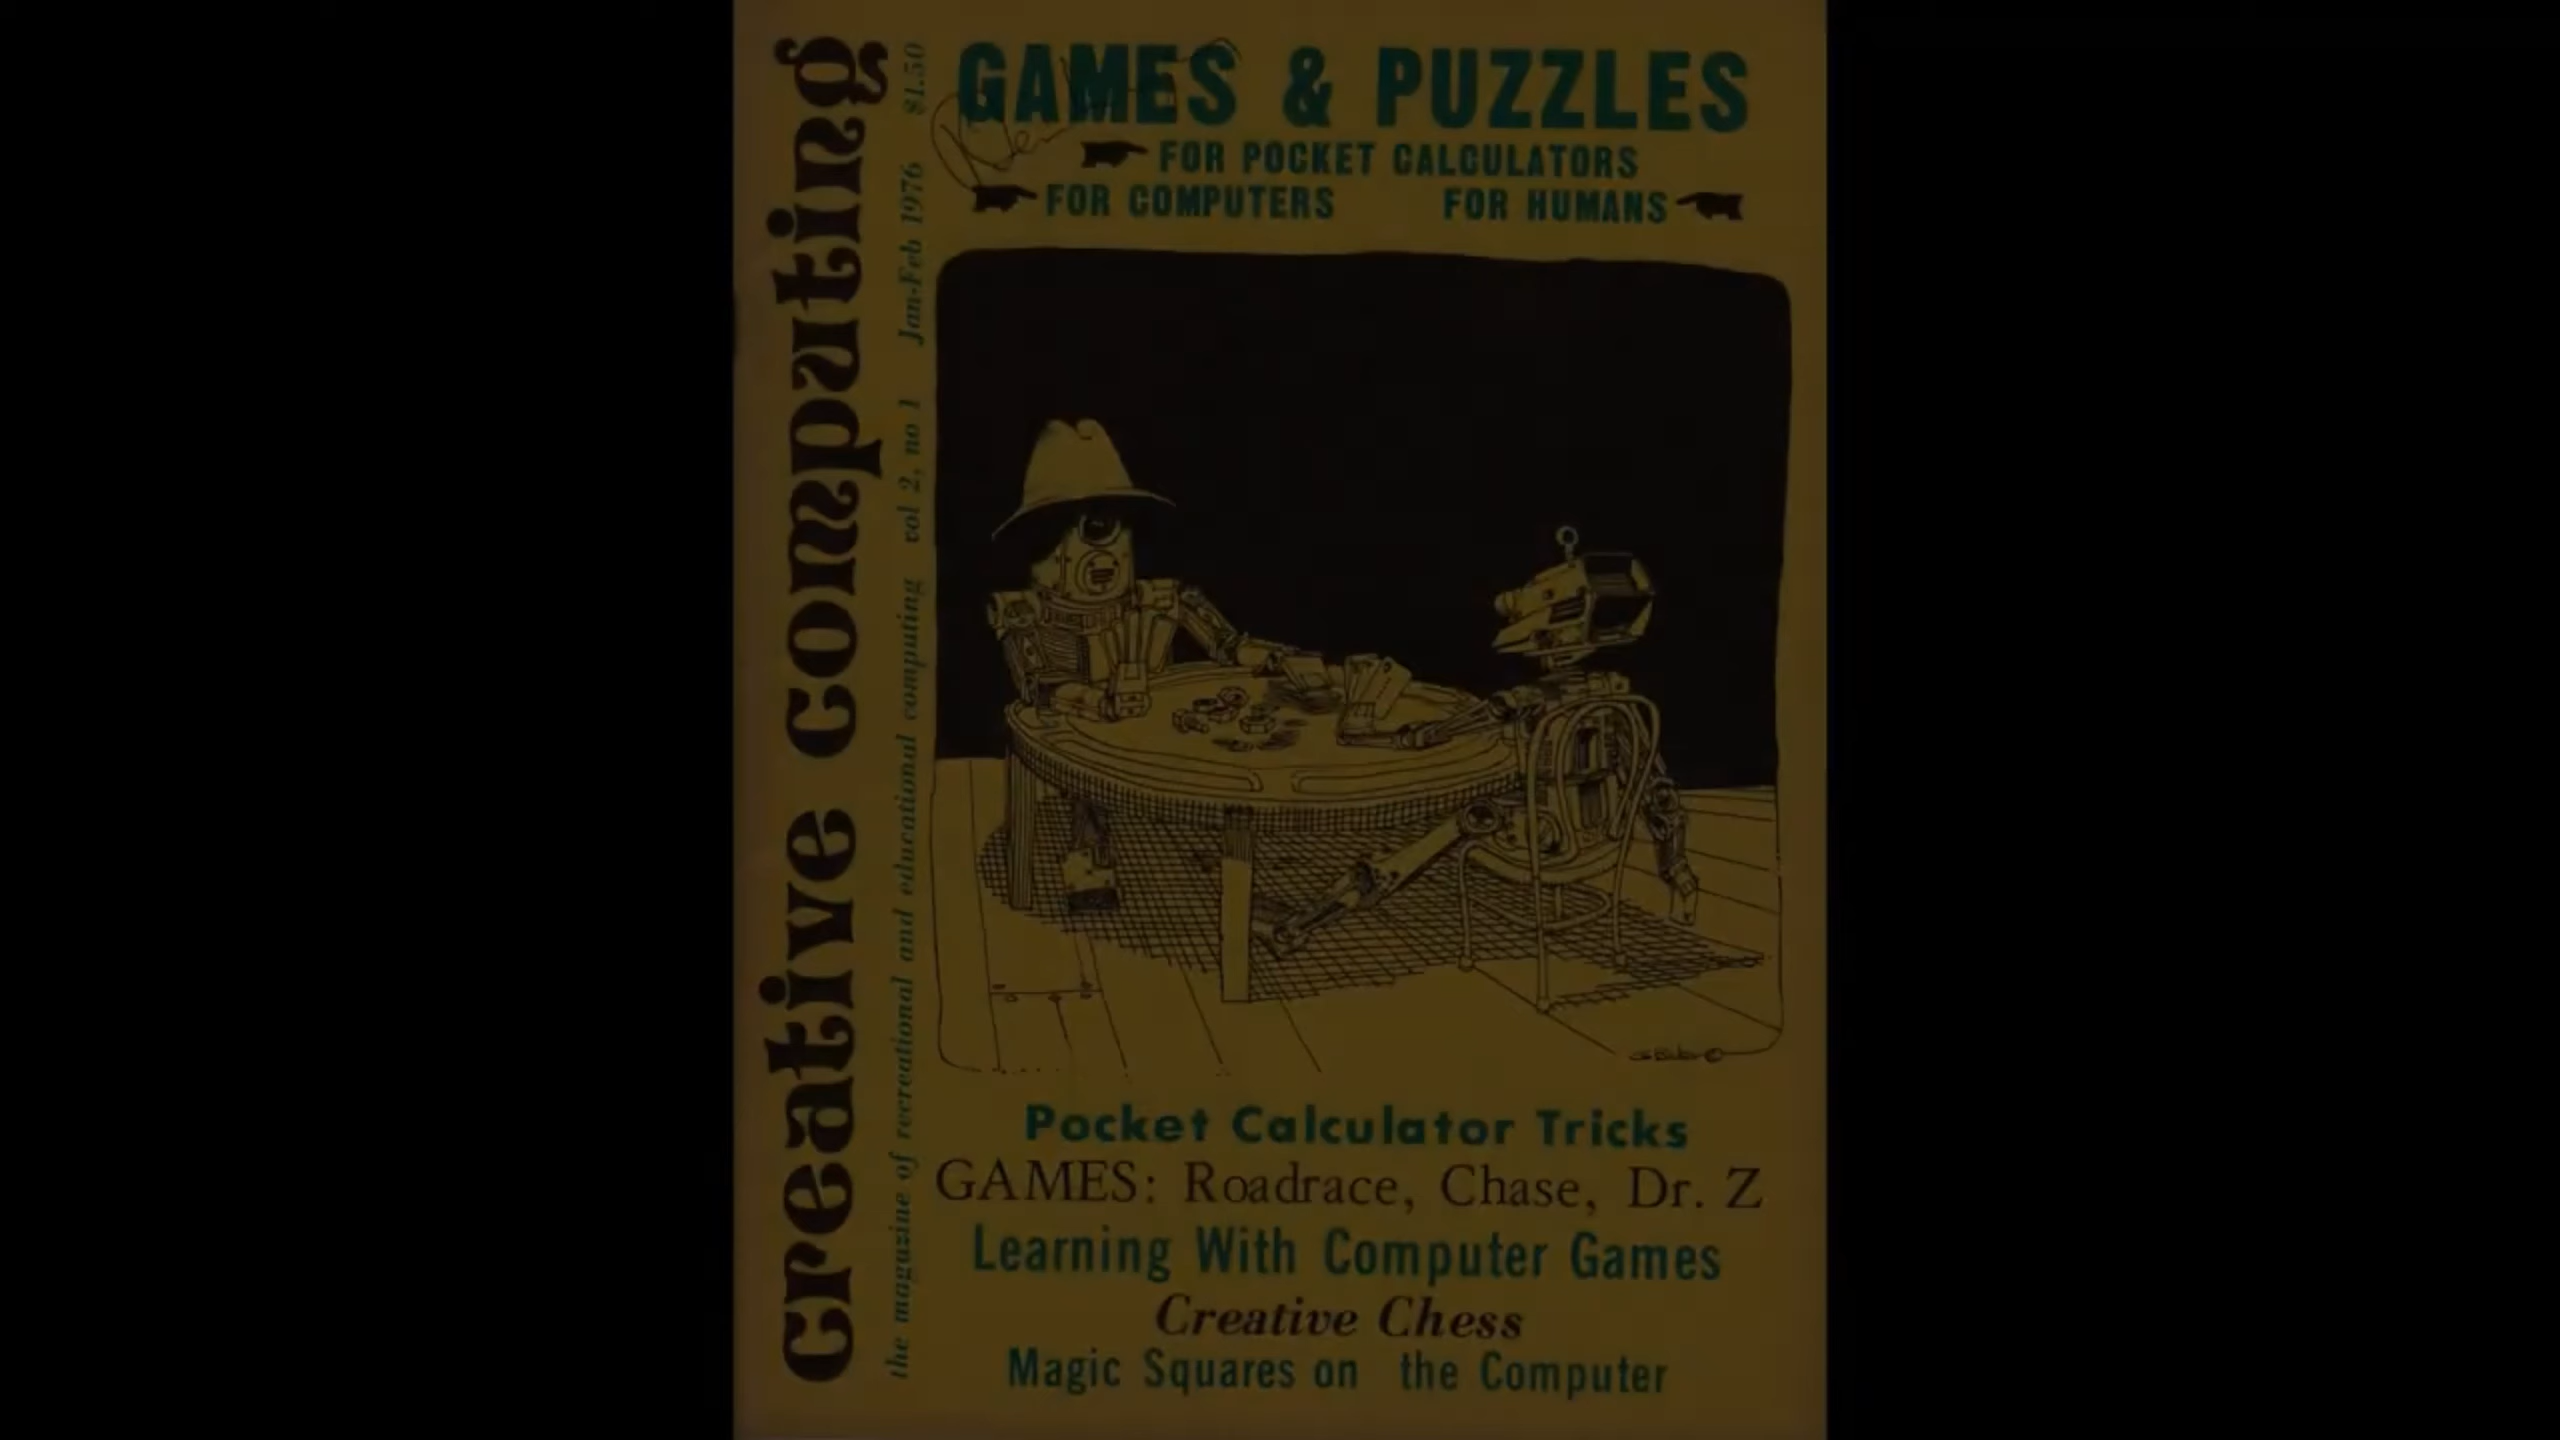 creative computing
the magazine of recreational and educational computing vol 2, no 1 Jan-Feb 1976 $1.50
GAMES & PUZZLES
FOR POCKET CALCULATORS
FOR COMPUTERS FOR HUMANS
Pocket Calculator Tricks
GAMES: Roadrace, Chase, Dr. Z
Learning With Computer Games
Creative Chess
Magic Squares on the Computer